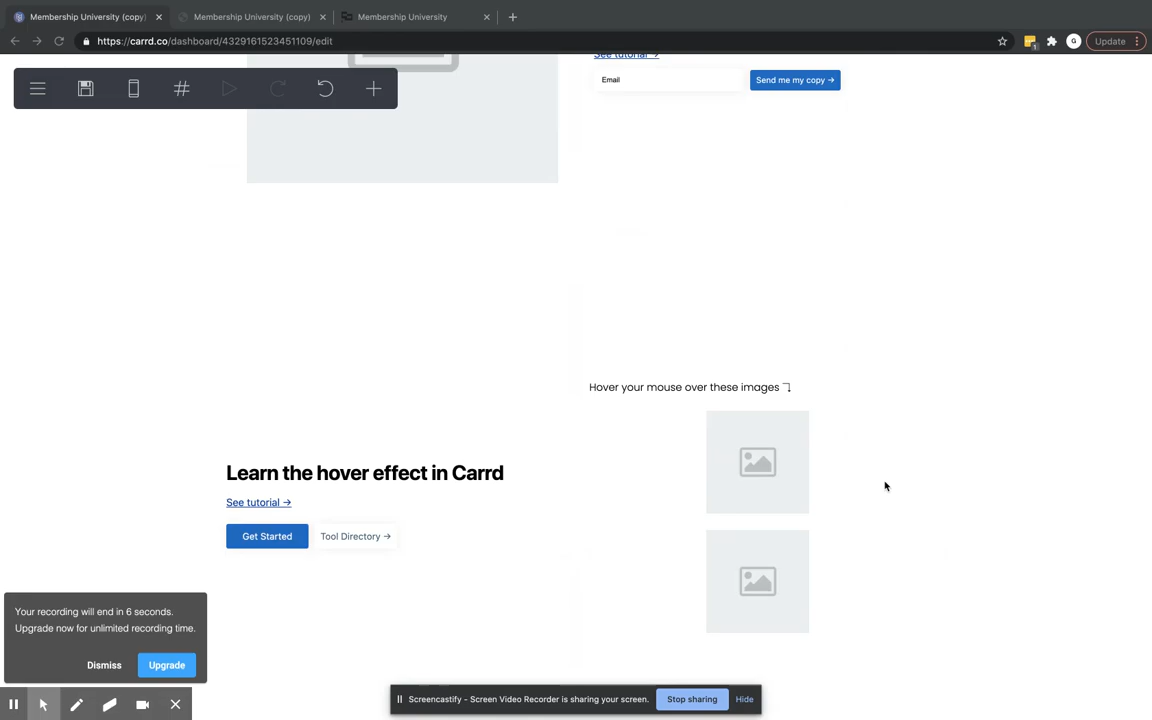 Membership University (copy)
Membership University (copy)
Membership University
https://carrd.co/dashboard/4329161523451109/edit
G
Update
See tutorial →
Email
Send me my copy →
Hover your mouse over these images
Learn the hover effect in Carrd
See tutorial →
Get Started
Tool Directory →
Your recording will end in 6 seconds.
Upgrade now for unlimited recording time.
Dismiss
Upgrade
Screencastify - Screen Video Recorder is sharing your screen.
Stop sharing
Hide